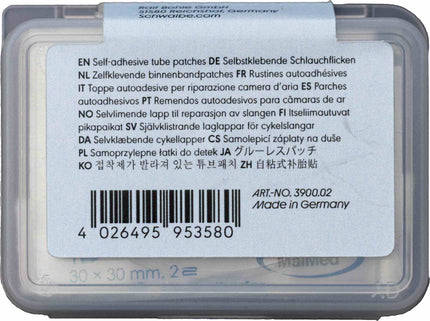 Ralf Bohle GmbH
51580 Reichshof, Germany
schwalbe.com
EN Self-adhesive tube patches DE Selbstklebende Schlauchflicken
NL Zelfklevende binnenbandpatches FR Rustines autoadhésives
IT Toppe autoadesive per riparazione camera d'aria ES Parches
autoadhesivos PT Remendos autoadesivos para câmaras de ar
NO Selvlimende lapp til reparasjon av slangen FI Itseliimautuvat
pikapaikat SV Självklistrande laglappar för cykelslangar
DA Selvklæbende cykellapper CS Samolepicí záplaty na duše
PL Samoprzylepne łatki do detek JA グルーレスパッチ
KO 접착제가 발라져 있는 튜브패치 ZH 自粘式补胎贴
ART.-NO. 3900.02
Made in Germany
4 026495 953580
MaiMed
30 × 30 mm, 2